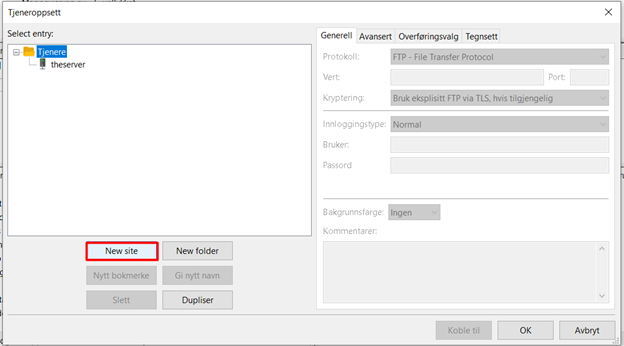 Tjeneroppsett
Select entry:
Tjenere
theserver
New site
New folder
Nytt bokmerke
Gi nytt navn
Slett
Dupliser
Generell
Avansert
Overføringsvalg
Tegnsett
Protokoll:
FTP - File Transfer Protocol
Vert:
Port:
Kryptering:
Bruk eksplisitt FTP via TLS, hvis tilgjengelig
Innloggingstype:
Normal
Bruker:
Passord
Bakgrunnsfarge:
Ingen
Kommentarer:
Koble til
OK
Avbryt